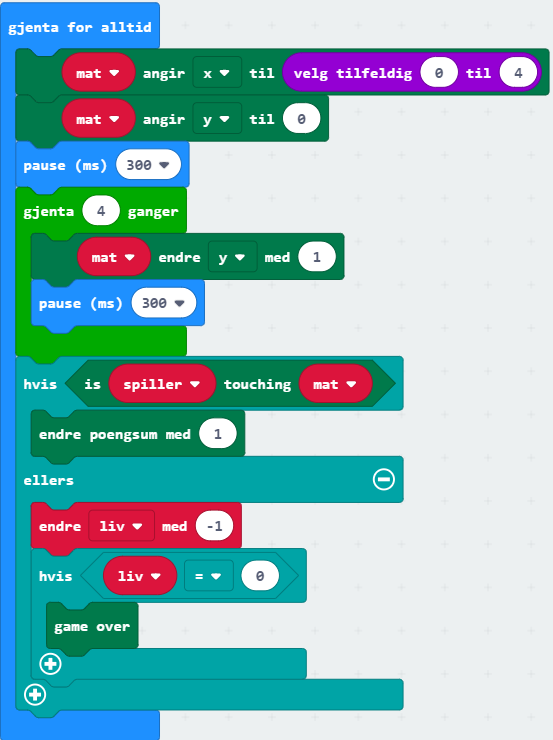 gjenta for alltid
mat angir x til velg tilfeldig 0 til 4
mat angir y til 0
pause (ms) 300
gjenta 4 ganger
mat endre y med 1
pause (ms) 300
hvis is spiller touching mat
endre poengsum med 1
ellers
endre liv med -1
hvis liv = 0
game over